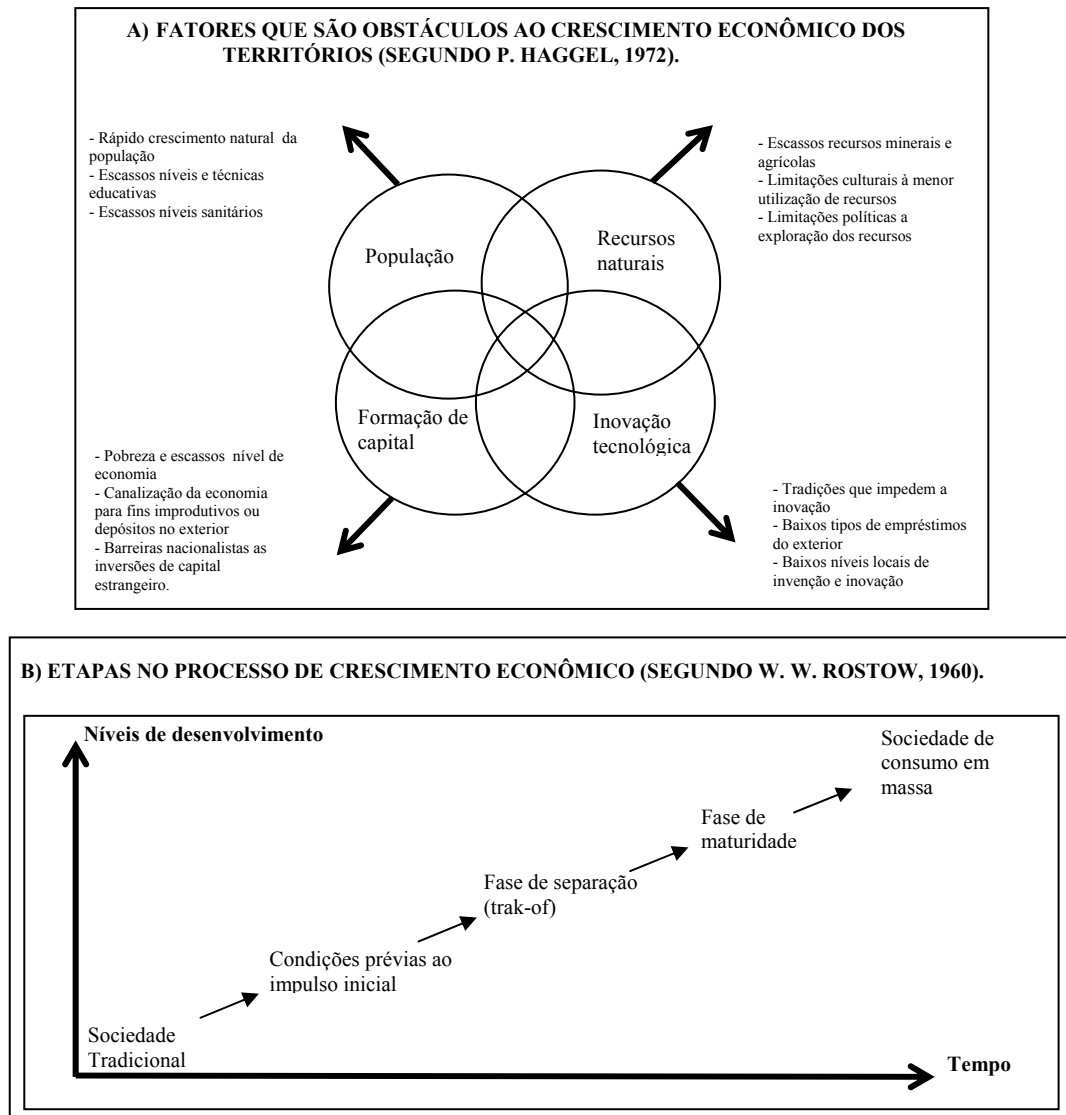 A) FATORES QUE SÃO OBSTÁCULOS AO CRESCIMENTO ECONÔMICO DOS
TERRITÓRIOS (SEGUNDO P. HAGGEL, 1972).
- Rápido crescimento natural da
população
- Escassos níveis e técnicas
educativas
- Escassos níveis sanitários
- Escassos recursos minerais e
agrícolas
- Limitações culturais à menor
utilização de recursos
- Limitações políticas a
exploração dos recursos
População
Recursos
naturais
Formação de
capital
Inovação
tecnológica
- Pobreza e escassos nível de
economia
- Canalização da economia
para fins improdutivos ou
depósitos no exterior
- Barreiras nacionalistas as
inversões de capital
estrangeiro.
- Tradições que impedem a
inovação
- Baixos tipos de empréstimos
do exterior
- Baixos níveis locais de
invenção e inovação
B) ETAPAS NO PROCESSO DE CRESCIMENTO ECONÔMICO (SEGUNDO W. W. ROSTOW, 1960).
Níveis de desenvolvimento
Sociedade de
consumo em
massa
Fase de
maturidade
Fase de separação
(trak-of)
Condições prévias ao
impulso inicial
Sociedade
Tradicional
Tempo